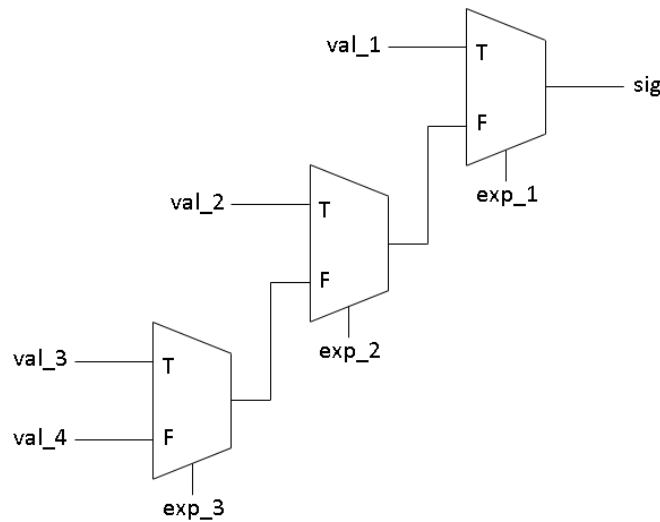 val_1
T
sig
F
exp_1
val_2
T
F
exp_2
val_3
T
val_4
F
exp_3